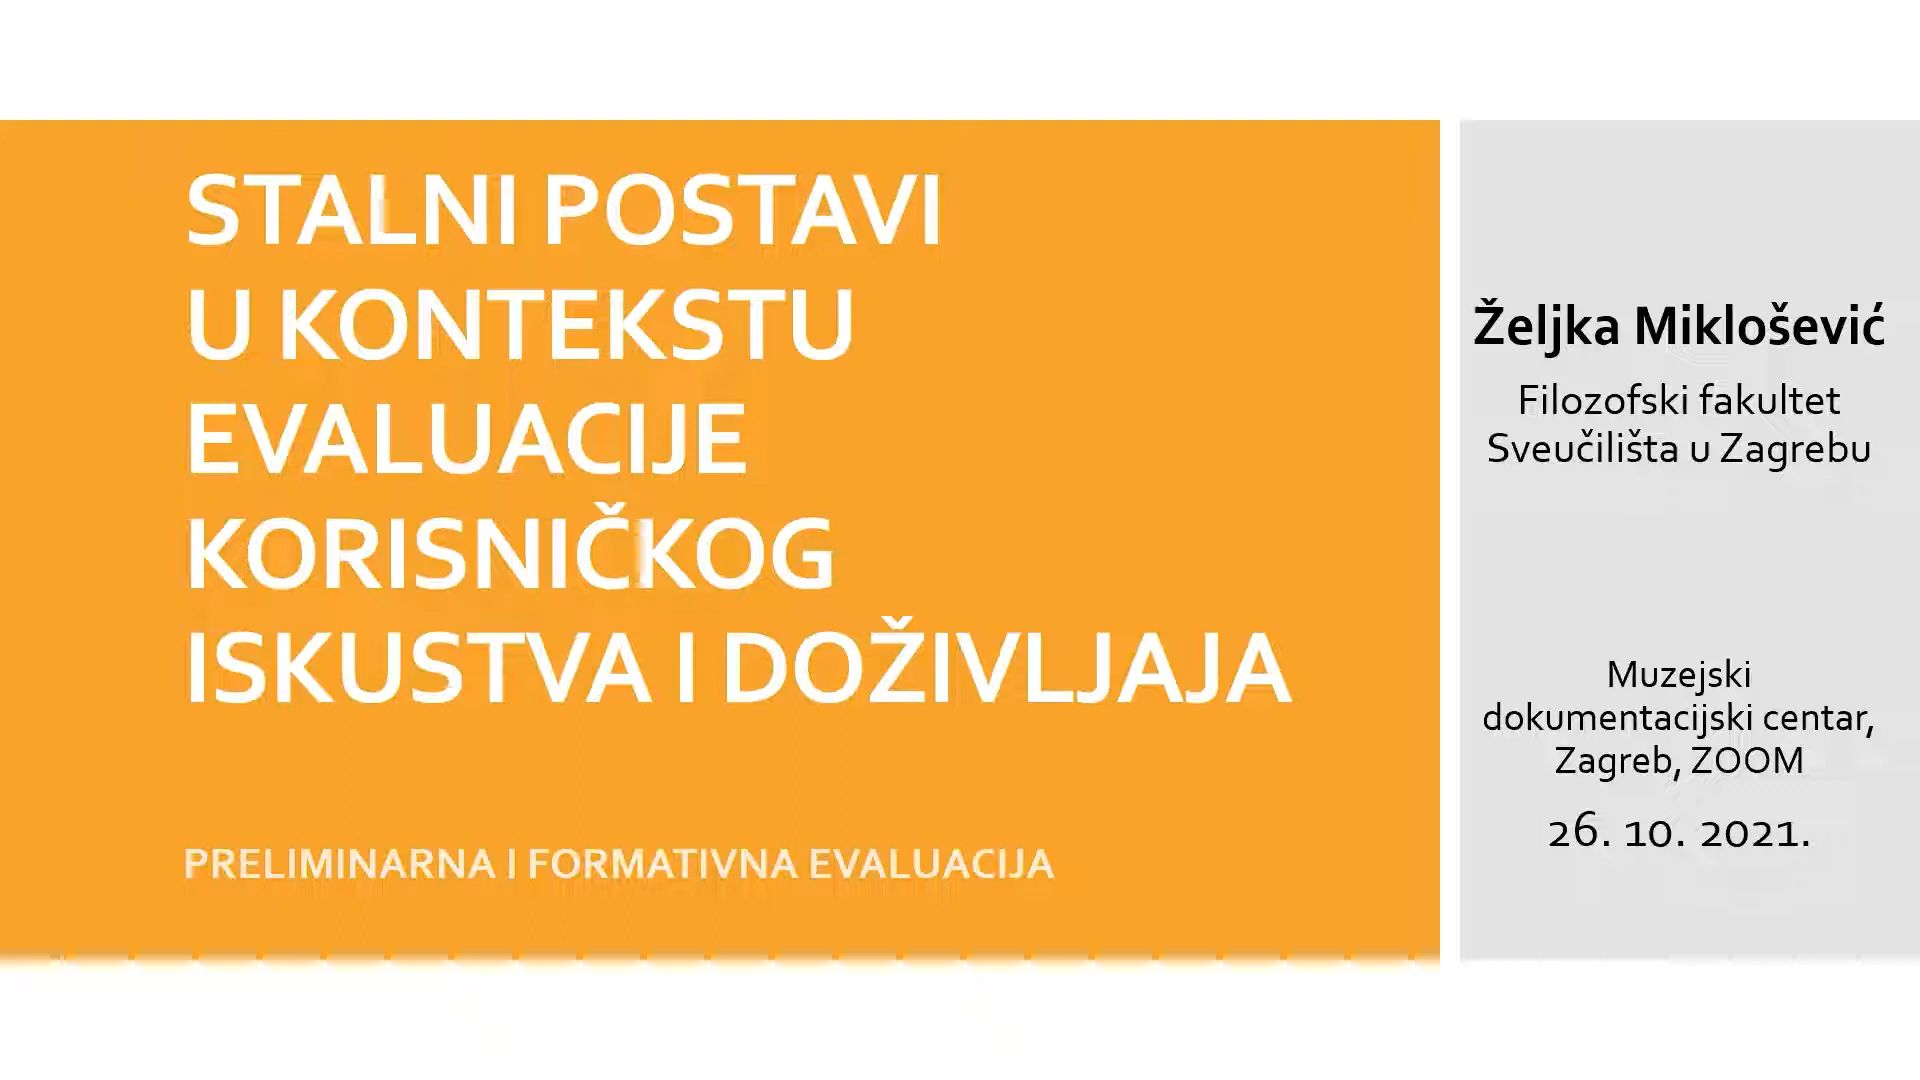 STALNI POSTAVI
U KONTEKSTU
EVALUACIJE
KORISNIČKOG
ISKUSTVA I DOŽIVLJAJA
PRELIMINARNA I FORMATIVNA EVALUACIJA
Željka Miklošević
Filozofski fakultet
Sveučilišta u Zagrebu
Muzejski
dokumentacijski centar,
Zagreb, ZOOM
26. 10. 2021.